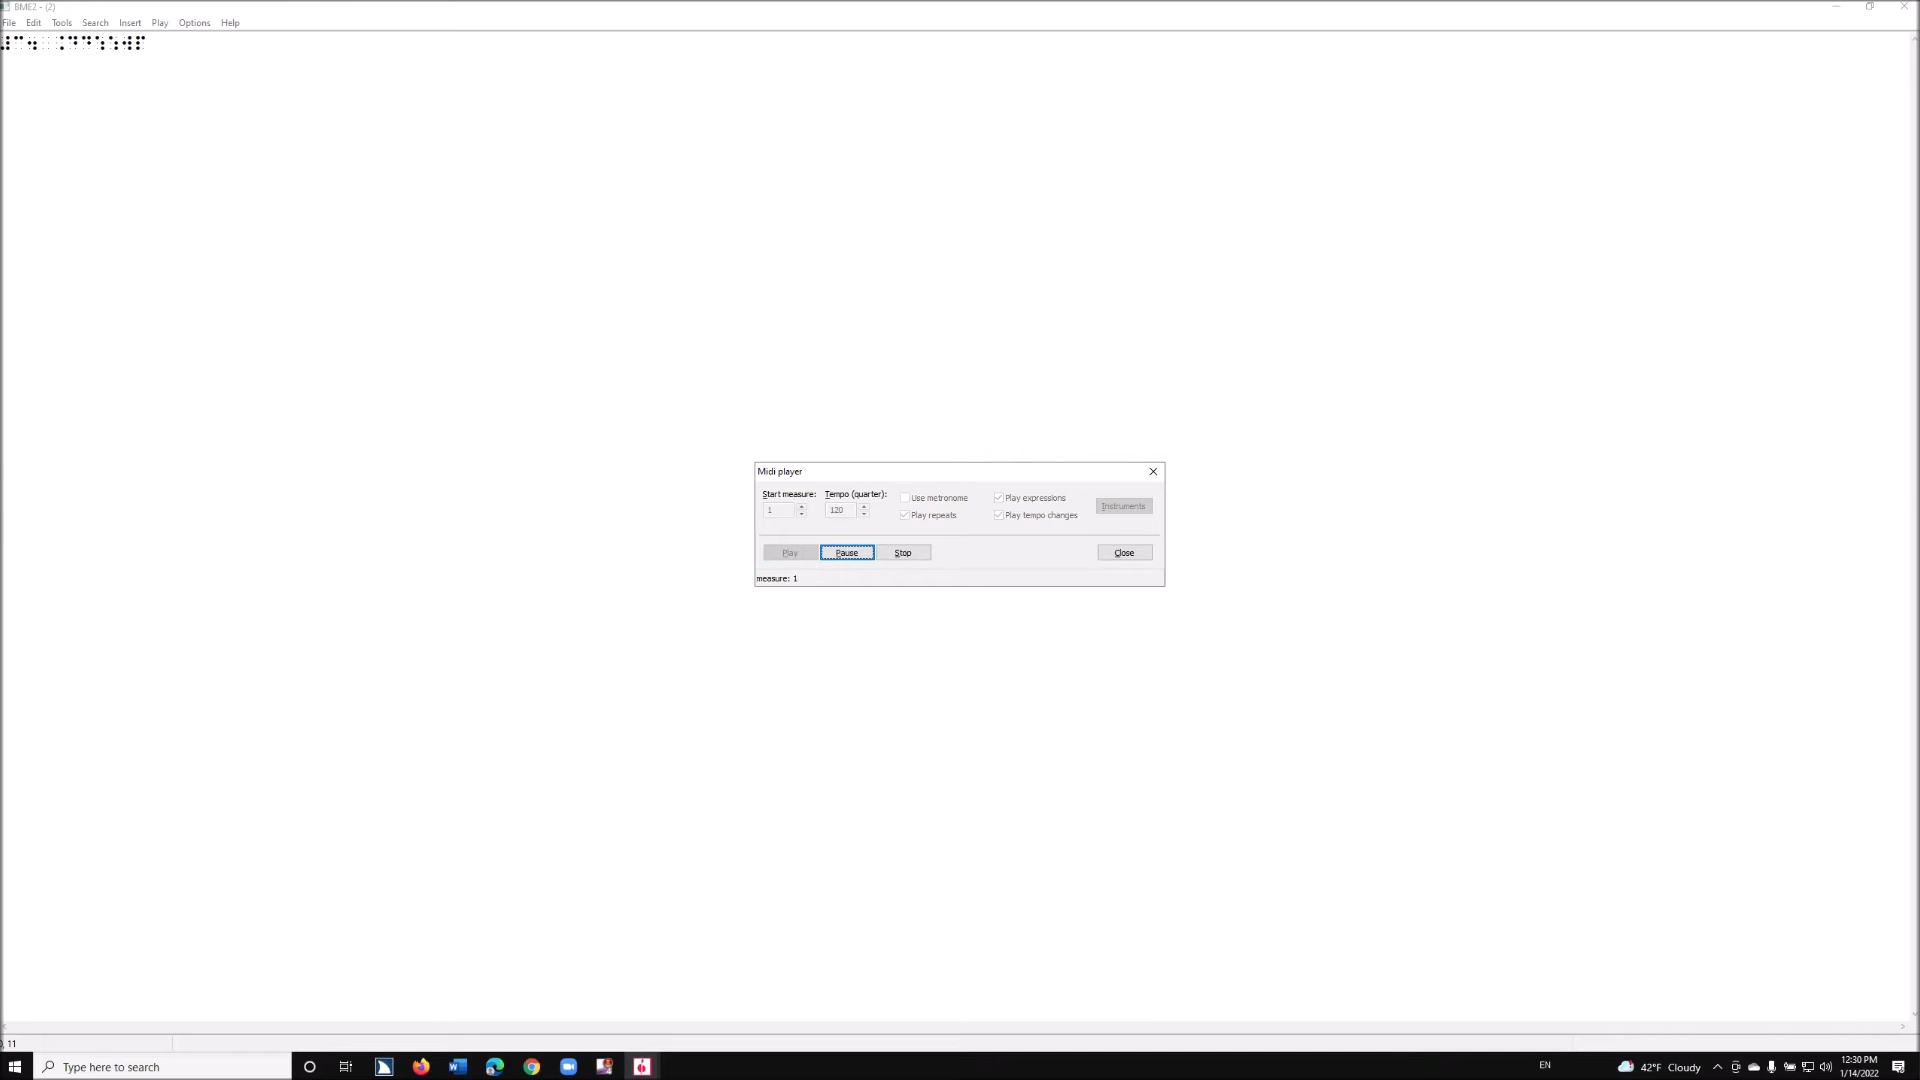 BME2 - (2)
File Edit Tools Search Insert Play Options Help
Midi player
Start measure: Tempo (quarter): Use metronome Play expressions Instruments
1 120 Play repeats Play tempo changes
Play Pause Stop Close
measure: 1
, 11
Type here to search EN 42°F Cloudy 12:30 PM
1/14/2022